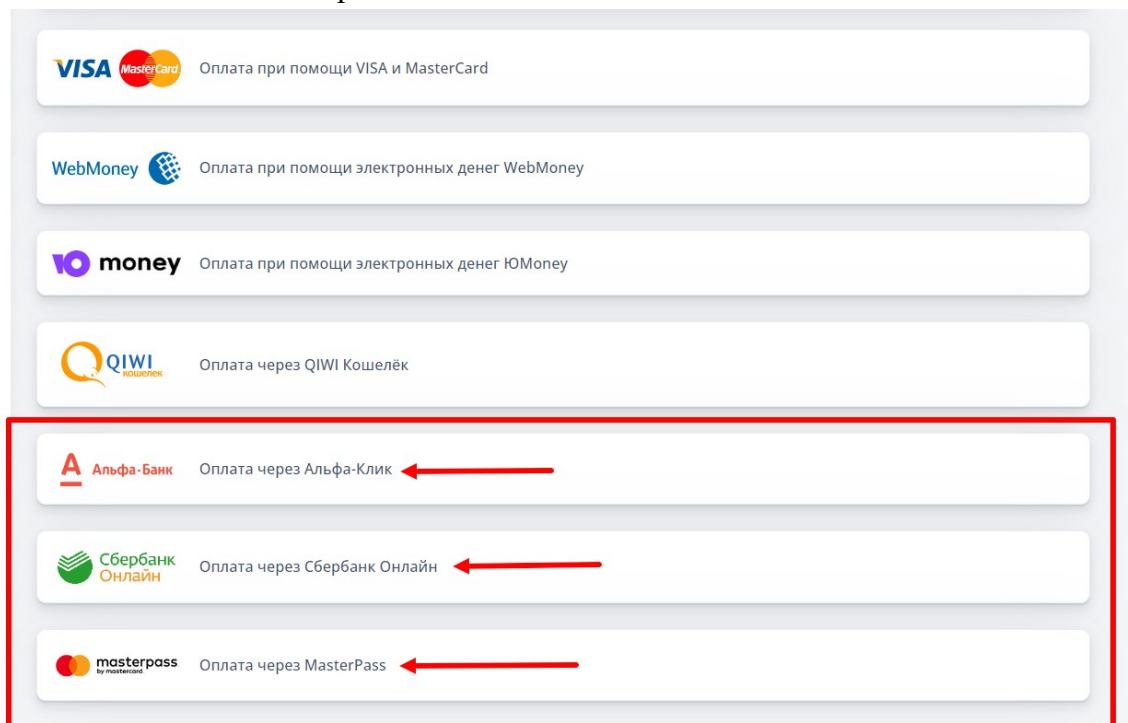 VISA MasterCard Оплата при помощи VISA и MasterCard
WebMoney Оплата при помощи электронных денег WebMoney
Ю money Оплата при помощи электронных денег ЮMoney
QIWI КОШЕЛЕК Оплата через QIWI Кошелёк
А Альфа·Банк Оплата через Альфа-Клик
Сбербанк Онлайн Оплата через Сбербанк Онлайн
masterpass by mastercard. Оплата через MasterPass